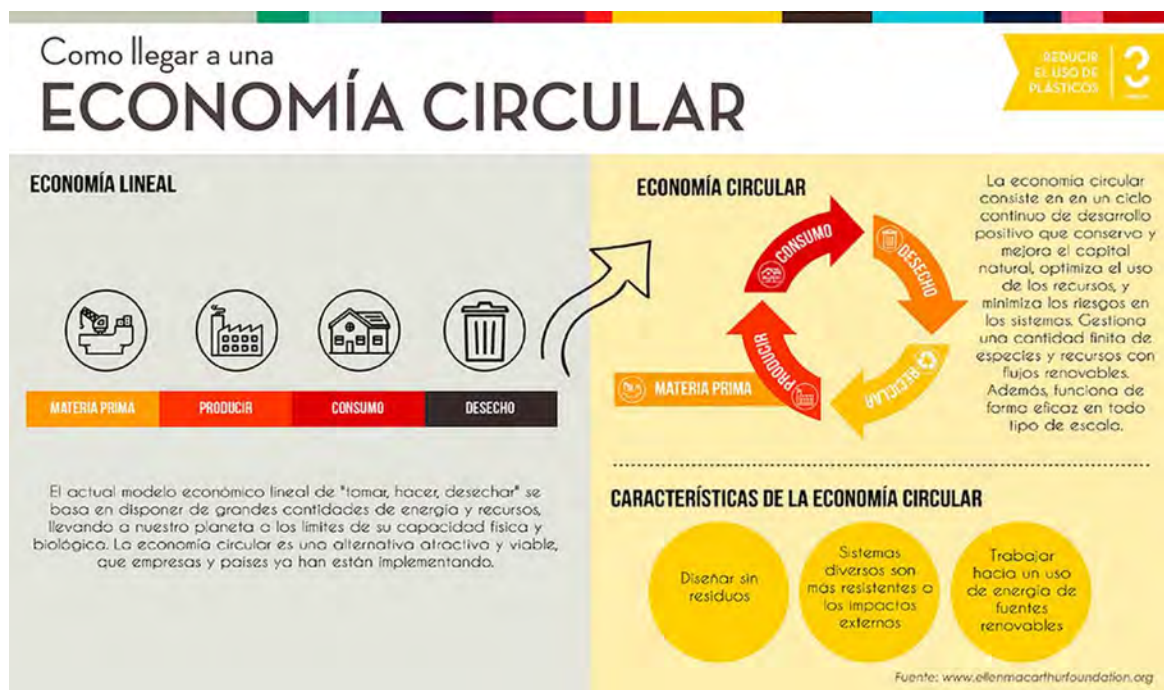 Como llegar a una
ECONOMÍA CIRCULAR
REDUCIR
EL USO DE
PLÁSTICOS
ECONOMÍA LINEAL
MATERIA PRIMA
PRODUCIR
CONSUMO
DESECHO
El actual modelo económico lineal de "tomar, hacer, desechar" se
basa en disponer de grandes cantidades de energía y recursos,
llevando a nuestro planeta a los límites de su capacidad física y
biológica. La economía circular es una alternativa atractiva y viable,
que empresas y países ya han están implementando.
ECONOMÍA CIRCULAR
CONSUMO
DESECHO
RECICLAR
PRODUCIR
MATERIA PRIMA
La economía circular
consiste en en un ciclo
continuo de desarrollo
positivo que conserva y
mejora el capital
natural, optimiza el uso
de los recursos, y
minimiza los riesgos en
los sistemas. Gestiona
una cantidad finita de
especies y recursos con
flujos renovables.
Además, funciona de
forma eficaz en todo
tipo de escala.
CARACTERÍSTICAS DE LA ECONOMÍA CIRCULAR
Diseñar sin
residuos
Sistemas
diversos son
más resistentes a
los impactos
externos
Trabajar
hacia un uso
de energía de
fuentes
renovables
Fuente: www.ellenmacarthurfoundation.org